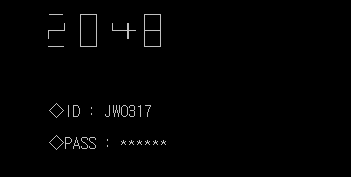 2048
◇ID : JW0317
◇PASS : ******